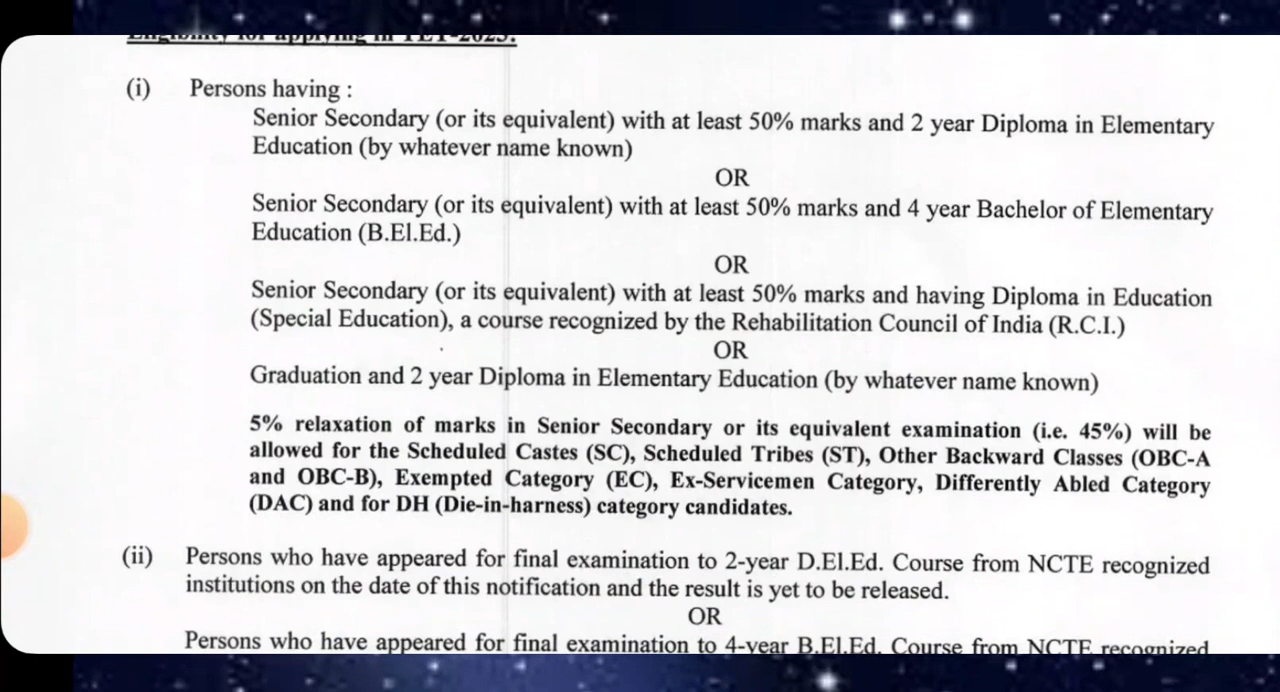 Eligibility for applying in TET-2023:
(i) Persons having :
Senior Secondary (or its equivalent) with at least 50% marks and 2 year Diploma in Elementary
Education (by whatever name known)
OR
Senior Secondary (or its equivalent) with at least 50% marks and 4 year Bachelor of Elementary
Education (B.El.Ed.)
OR
Senior Secondary (or its equivalent) with at least 50% marks and having Diploma in Education
(Special Education), a course recognized by the Rehabilitation Council of India (R.C.I.)
OR
Graduation and 2 year Diploma in Elementary Education (by whatever name known)
5% relaxation of marks in Senior Secondary or its equivalent examination (i.e. 45%) will be
allowed for the Scheduled Castes (SC), Scheduled Tribes (ST), Other Backward Classes (OBC-A
and OBC-B), Exempted Category (EC), Ex-Servicemen Category, Differently Abled Category
(DAC) and for DH (Die-in-harness) category candidates.
(ii) Persons who have appeared for final examination to 2-year D.El.Ed. Course from NCTE recognized
institutions on the date of this notification and the result is yet to be released.
OR
Persons who have appeared for final examination to 4-year B.El.Ed. Course from NCTE recognized